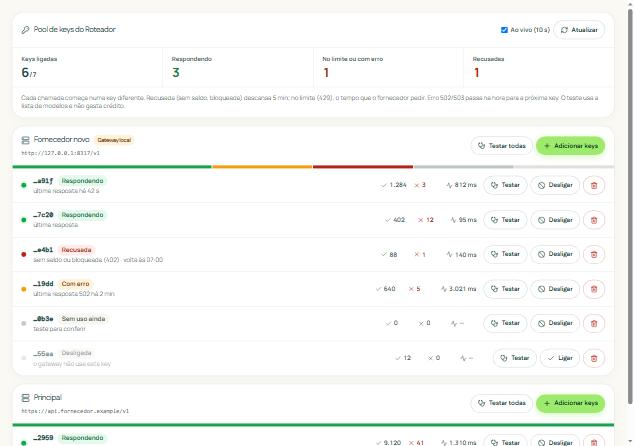 Pool de keys do Roteador
Ao vivo (10 s) Atualizar
Keys ligadas Respondendo No limite ou com erro Recusadas
6/7 3 1 1
Cada chamada começa numa key diferente. Recusada (sem saldo, bloqueada) descansa 5 min; no limite (429), o tempo que o fornecedor pedir. Erro 502/503 passa na hora para a próxima key. O teste usa a
lista de modelos e não gasta crédito.
Fornecedor novo Gateway local
http://127.0.0.1:8317/v1
Testar todas Adicionar keys
…a91f Respondendo
última resposta há 42 s
1.284 3 812 ms Testar Desligar
…7c20 Respondendo
última resposta
402 12 95 ms Testar Desligar
…e4b1 Recusada
sem saldo ou bloqueada (402) · volta às 07:00
88 1 140 ms Testar Desligar
…19dd Com erro
última resposta 502 há 2 min
640 5 3.021 ms Testar Desligar
…0b3e Sem uso ainda
teste para conferir
0 0 — Testar Desligar
…55aa Desligada
o gateway não use esta key
12 0 — Testar Ligar
Principal
https://api.fornecedor.example/v1
Testar todas Adicionar keys
…2959 Respondendo
9.120 41 1.310 ms Testar Desligar